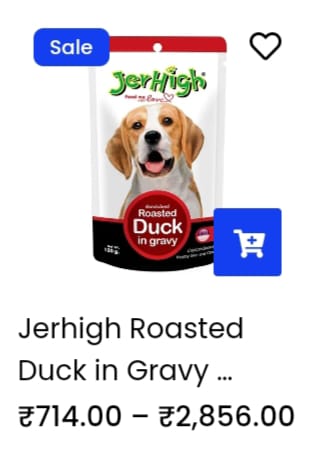 Sale
JerHigh
Roasted
Duck
in gravy
Jerhigh Roasted
Duck in Gravy ...
₹714.00 – ₹2,856.00